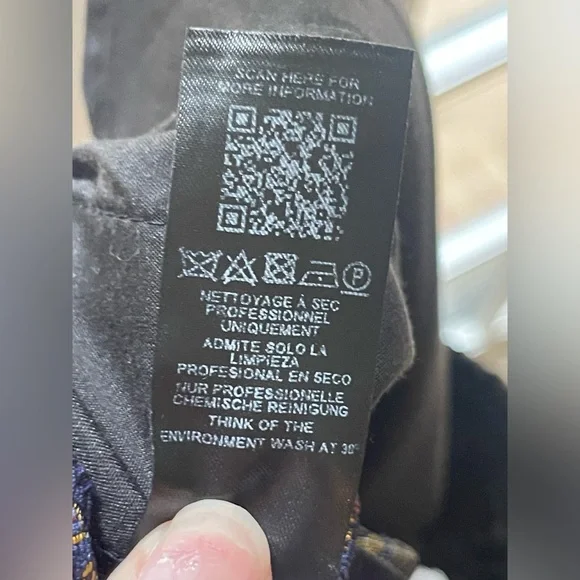 SCAN HERE FOR
MORE INFORMATION
P
NETTOYAGE À SEC
PROFESSIONNEL
UNIQUEMENT
ADMITE SOLO LA
LIMPIEZA
PROFESIONAL EN SECO
NUR PROFESSIONELLE
CHEMISCHE REINIGUNG
THINK OF THE
ENVIRONMENT WASH AT 30°